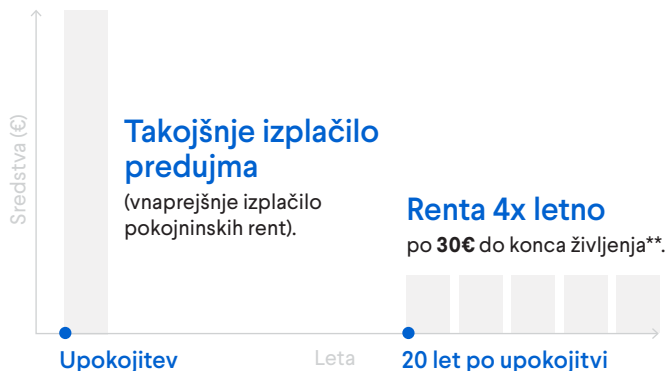 Sredstva (€)
Takojšnje izplačilo
predujma
(vnaprejšnje izplačilo
pokojninskih rent).
Renta 4x letno
po 30€ do konca življenja**.
Upokojitev
Leta
20 let po upokojitvi